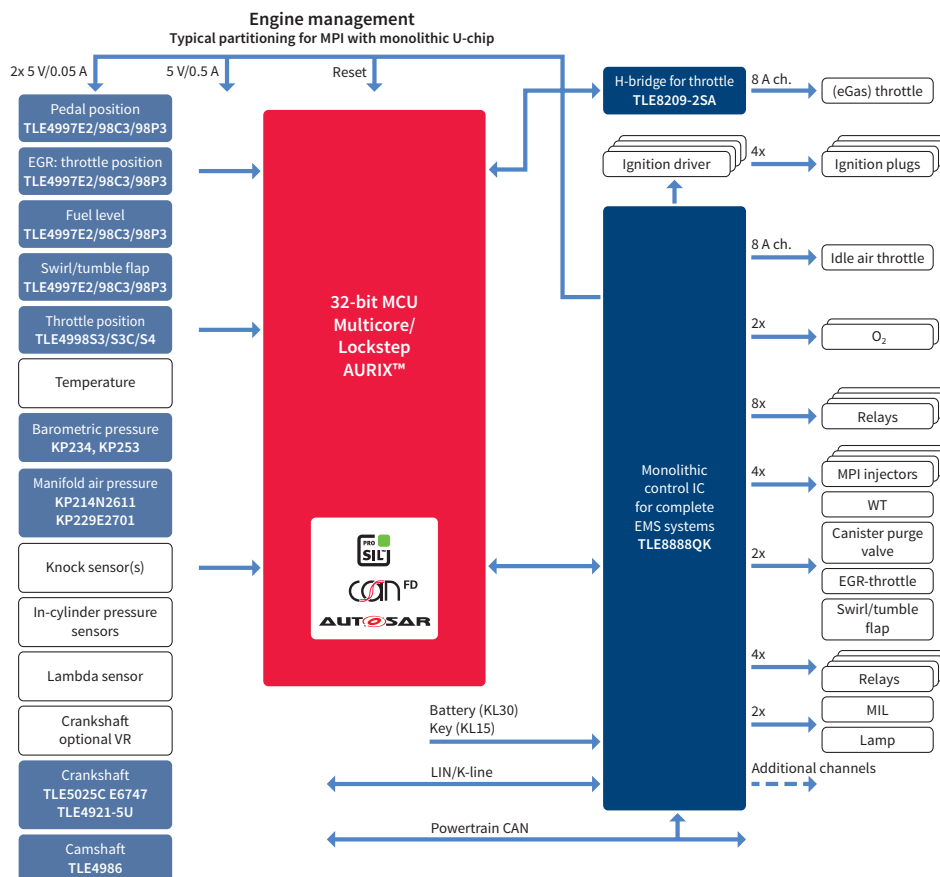 Engine management
Typical partitioning for MPI with monolithic U-chip
2x 5 V/0.05 A
5 V/0.5 A
Reset
Pedal position
TLE4997E2/98C3/98P3
EGR: throttle position
TLE4997E2/98C3/98P3
Fuel level
TLE4997E2/98C3/98P3
Swirl/tumble flap
TLE4997E2/98C3/98P3
Throttle position
TLE4998S3/S3C/S4
Temperature
Barometric pressure
KP234, KP253
Manifold air pressure
KP214N2611
KP229E2701
Knock sensor(s)
In-cylinder pressure
sensors
Lambda sensor
Crankshaft
optional VR
Crankshaft
TLE5025C E6747
TLE4921-5U
Camshaft
TLE4986
32-bit MCU
Multicore/
Lockstep
AURIX™
PRO
SIL™
CAN FD
AUTOSAR
Battery (KL30)
Key (KL15)
LIN/K-line
Powertrain CAN
H-bridge for throttle
TLE8209-2SA
Ignition driver
Monolithic
control IC
for complete
EMS systems
TLE8888QK
8 A ch.
(eGas) throttle
4x
Ignition plugs
8 A ch.
Idle air throttle
2x
O₂
8x
Relays
4x
MPI injectors
WT
2x
Canister purge
valve
EGR-throttle
Swirl/tumble
flap
4x
Relays
2x
MIL
Lamp
Additional channels